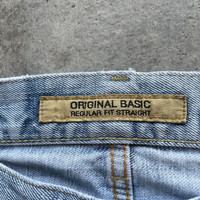 ORIGINAL BASIC
REGULAR FIT STRAIGHT